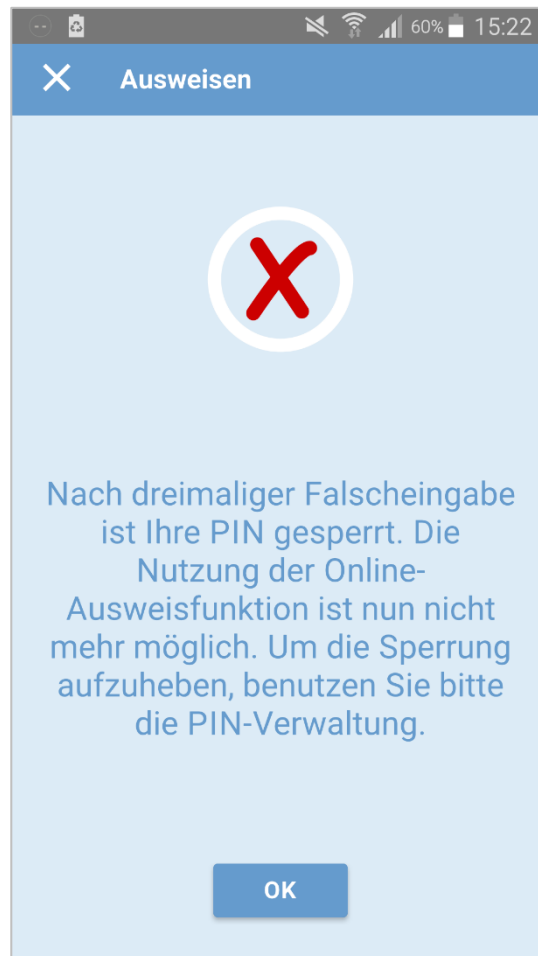 60% 15:22
Ausweisen
Nach dreimaliger Falscheingabe
ist Ihre PIN gesperrt. Die
Nutzung der Online-
Ausweisfunktion ist nun nicht
mehr möglich. Um die Sperrung
aufzuheben, benutzen Sie bitte
die PIN-Verwaltung.
OK